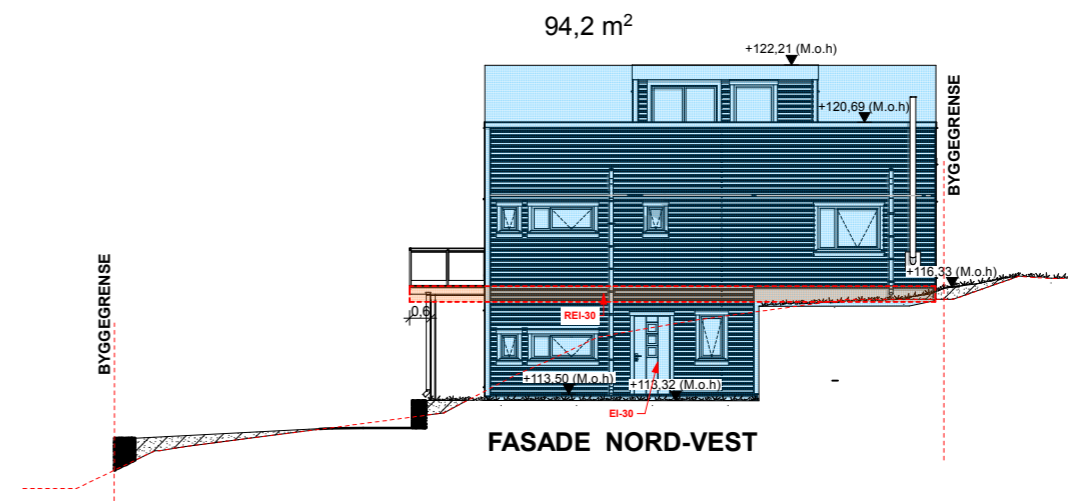 94,2 m²
+122,21 (M.o.h)
+120,69 (M.o.h)
BYGGEGRENSE
BYGGEGRENSE
+116,33 (M.o.h)
0,6
REI-30
+113,50 (M.o.h)
+113,32 (M.o.h)
EI-30
FASADE NORD-VEST